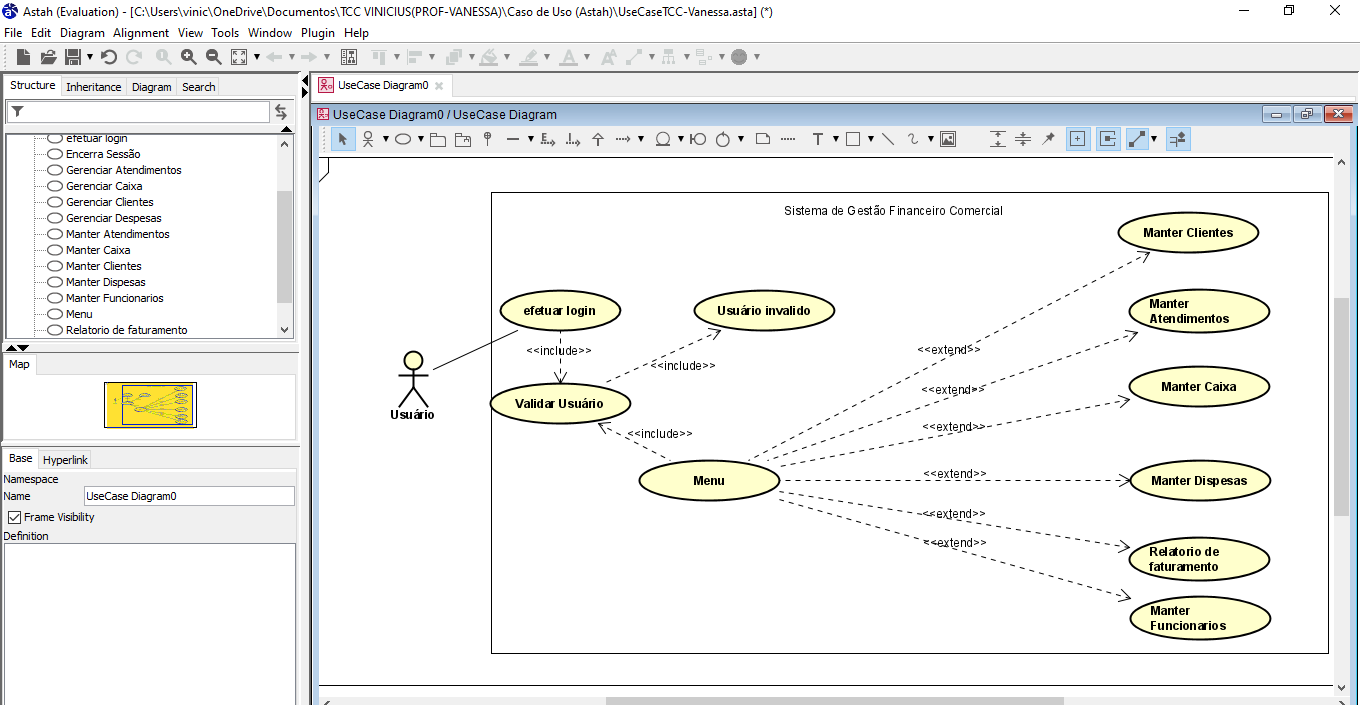 Astah (Evaluation) - [C:\Users\vinic\OneDrive\Documentos\TCC VINICIUS(PROF-VANESSA)\Caso de Uso (Astah)\UseCaseTCC-Vanessa.asta] (*)
File Edit Diagram Alignment View Tools Window Plugin Help
Structure Inheritance Diagram Search
efetuar login
Encerra Sessão
Gerenciar Atendimentos
Gerenciar Caixa
Gerenciar Clientes
Gerenciar Despesas
Manter Atendimentos
Manter Caixa
Manter Clientes
Manter Dispesas
Manter Funcionarios
Menu
Relatorio de faturamento
Map
Base Hyperlink
Namespace
Name UseCase Diagram0
Frame Visibility
Definition
UseCase Diagram0
UseCase Diagram0 / UseCase Diagram
Sistema de Gestão Financeiro Comercial
Manter Clientes
efetuar login
Usuário invalido
Manter
Atendimentos
<<include>>
<<include>>
<<extend>>
<<extend>>
Manter Caixa
Usuário
Validar Usuário
<<extend>>
<<include>>
Menu
<<extend>>
Manter Dispesas
<<extend>>
<<extend>>
Relatorio de
faturamento
Manter
Funcionarios